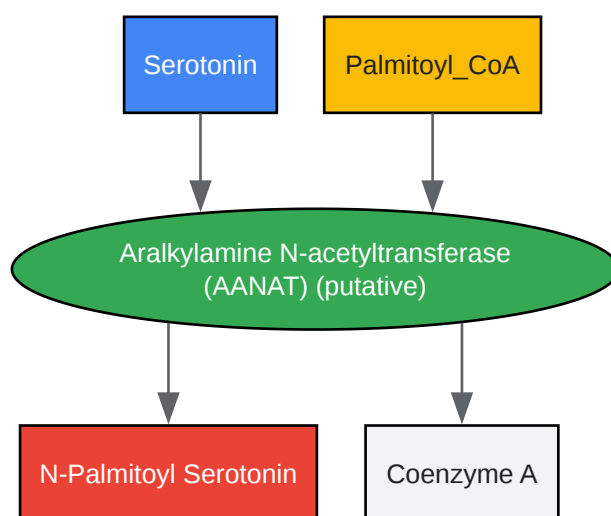 Serotonin
Palmitoyl_CoA
Aralkylamine N-acetyltransferase
(AANAT) (putative)
N-Palmitoyl Serotonin
Coenzyme A